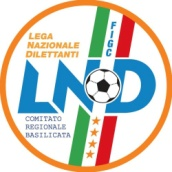 LEGA
NAZIONALE
DILETTANTI
FIGC
LND
COMITATO
REGIONALE
BASILICATA